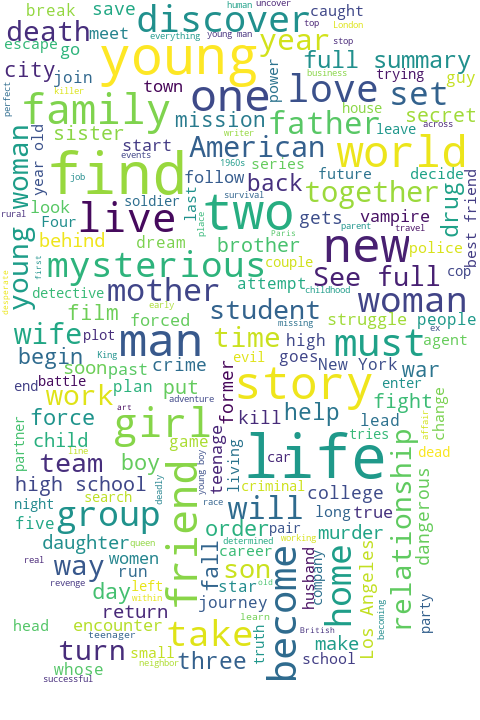 break
save
discover
human
uncover
top
London
caught
young man
stop
death
meet
everything
young
year
full
summary
escape
go
killer
business
trying
guy
city
join
perfect
town
one
love
set
power
family
mission
father
house
secret
sister
writer
across
leave
young woman
year old
start
American
world
events
1960s
series
future
decide
find
job
follow
back
together
drug
best friend
look
soldier
survival
last
place
gets
vampire
parent
travel
rural
Four
live
two
new
behind
dream
brother
Paris
couple
police
mysterious
attempt
childhood
cop
detective
first
early
missing
See full
desperate
mother
student
woman
film
forced
struggle
people
wife
plot
King
man
time
high
must
ex
agent
begin
soon
past
crime
evil
goes
New York
war
end
battle
adventure
story
enter
work
plan
put
former
fight
change
art
force
girl
kill
help
lead
affair
partner
child
boy
game
teenage
living
car
life
tries
dead
line
team
friend
young boy
criminal
relationship
dangerous
high school
search
deadly
college
night
group
will
race
long
true
five
order
pair
murder
queen
determined
working
daughter
fall
career
become
husband
company
home
Los Angeles
way
women
run
son
real
day
left
star
old
within
revenge
return
journey
learn
becoming
party
head
encounter
take
truth
British
make
teenager
turn
small
three
school
whose
neighbor
successful